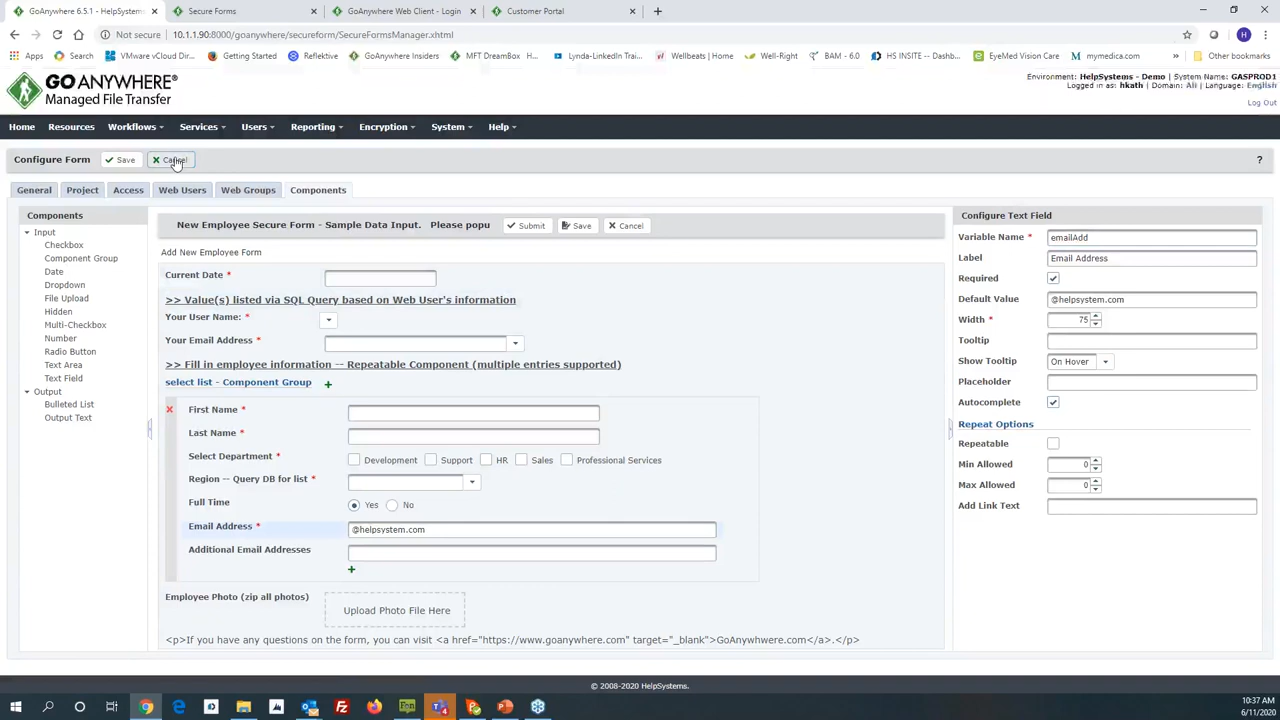 GoAnywhere 6.5.1 - HelpSystems
Secure Forms
GoAnywhere Web Client - Login
Customer Portal
Not secure
10.1.1.90:8000/goanywhere/secureform/SecureFormsManager.xhtml
H
Apps
Support Sites
VMware vCloud Dir...
Getting Started
Reflektive
GoAnywhere Insiders
MFT DreamBox H...
Lynda-LinkedIn Trai...
Wellbeats | Home
Well-Right
BAM - 6.0
HS INSITE -- Dashb...
EyeMed Vision Care
mymedica.com
»
Other bookmarks
GOANYWHERE®
Managed File Transfer
Environment: HelpSystems - Demo | System Name: GASPROD1
Logged in as: hkath | Domain: All | Language: English
Log Out
Home Resources Workflows Services Users Reporting Encryption System Help
Configure Form Save Cancel ?
General Project Access Web Users Web Groups Components
Components
Input
Checkbox
Component Group
Date
Dropdown
File Upload
Hidden
Multi-Checkbox
Number
Radio Button
Text Area
Text Field
Output
Bulleted List
Output Text
New Employee Secure Form - Sample Data Input. Please popu
Submit Save Cancel
Add New Employee Form
Current Date *
>> Value(s) listed via SQL Query based on Web User's information
Your User Name: *
Your Email Address *
>> Fill in employee information -- Repeatable Component (multiple entries supported)
select list - Component Group
First Name *
Last Name *
Select Department * Development Support HR Sales Professional Services
Region -- Query DB for list *
Full Time Yes No
Email Address * @helpsystem.com
Additional Email Addresses
Employee Photo (zip all photos) Upload Photo File Here
<p>If you have any questions on the form, you can visit <a href="https://www.goanywhere.com" target="_blank">GoAnywhwere.com</a>.</p>
Configure Text Field
Variable Name * emailAdd
Label Email Address
Required
Default Value @helpsystem.com
Width * 75
Tooltip
Show Tooltip On Hover
Placeholder
Autocomplete
Repeat Options
Repeatable
Min Allowed 0
Max Allowed 0
Add Link Text
© 2008-2020 HelpSystems.
10:37 AM
6/11/2020